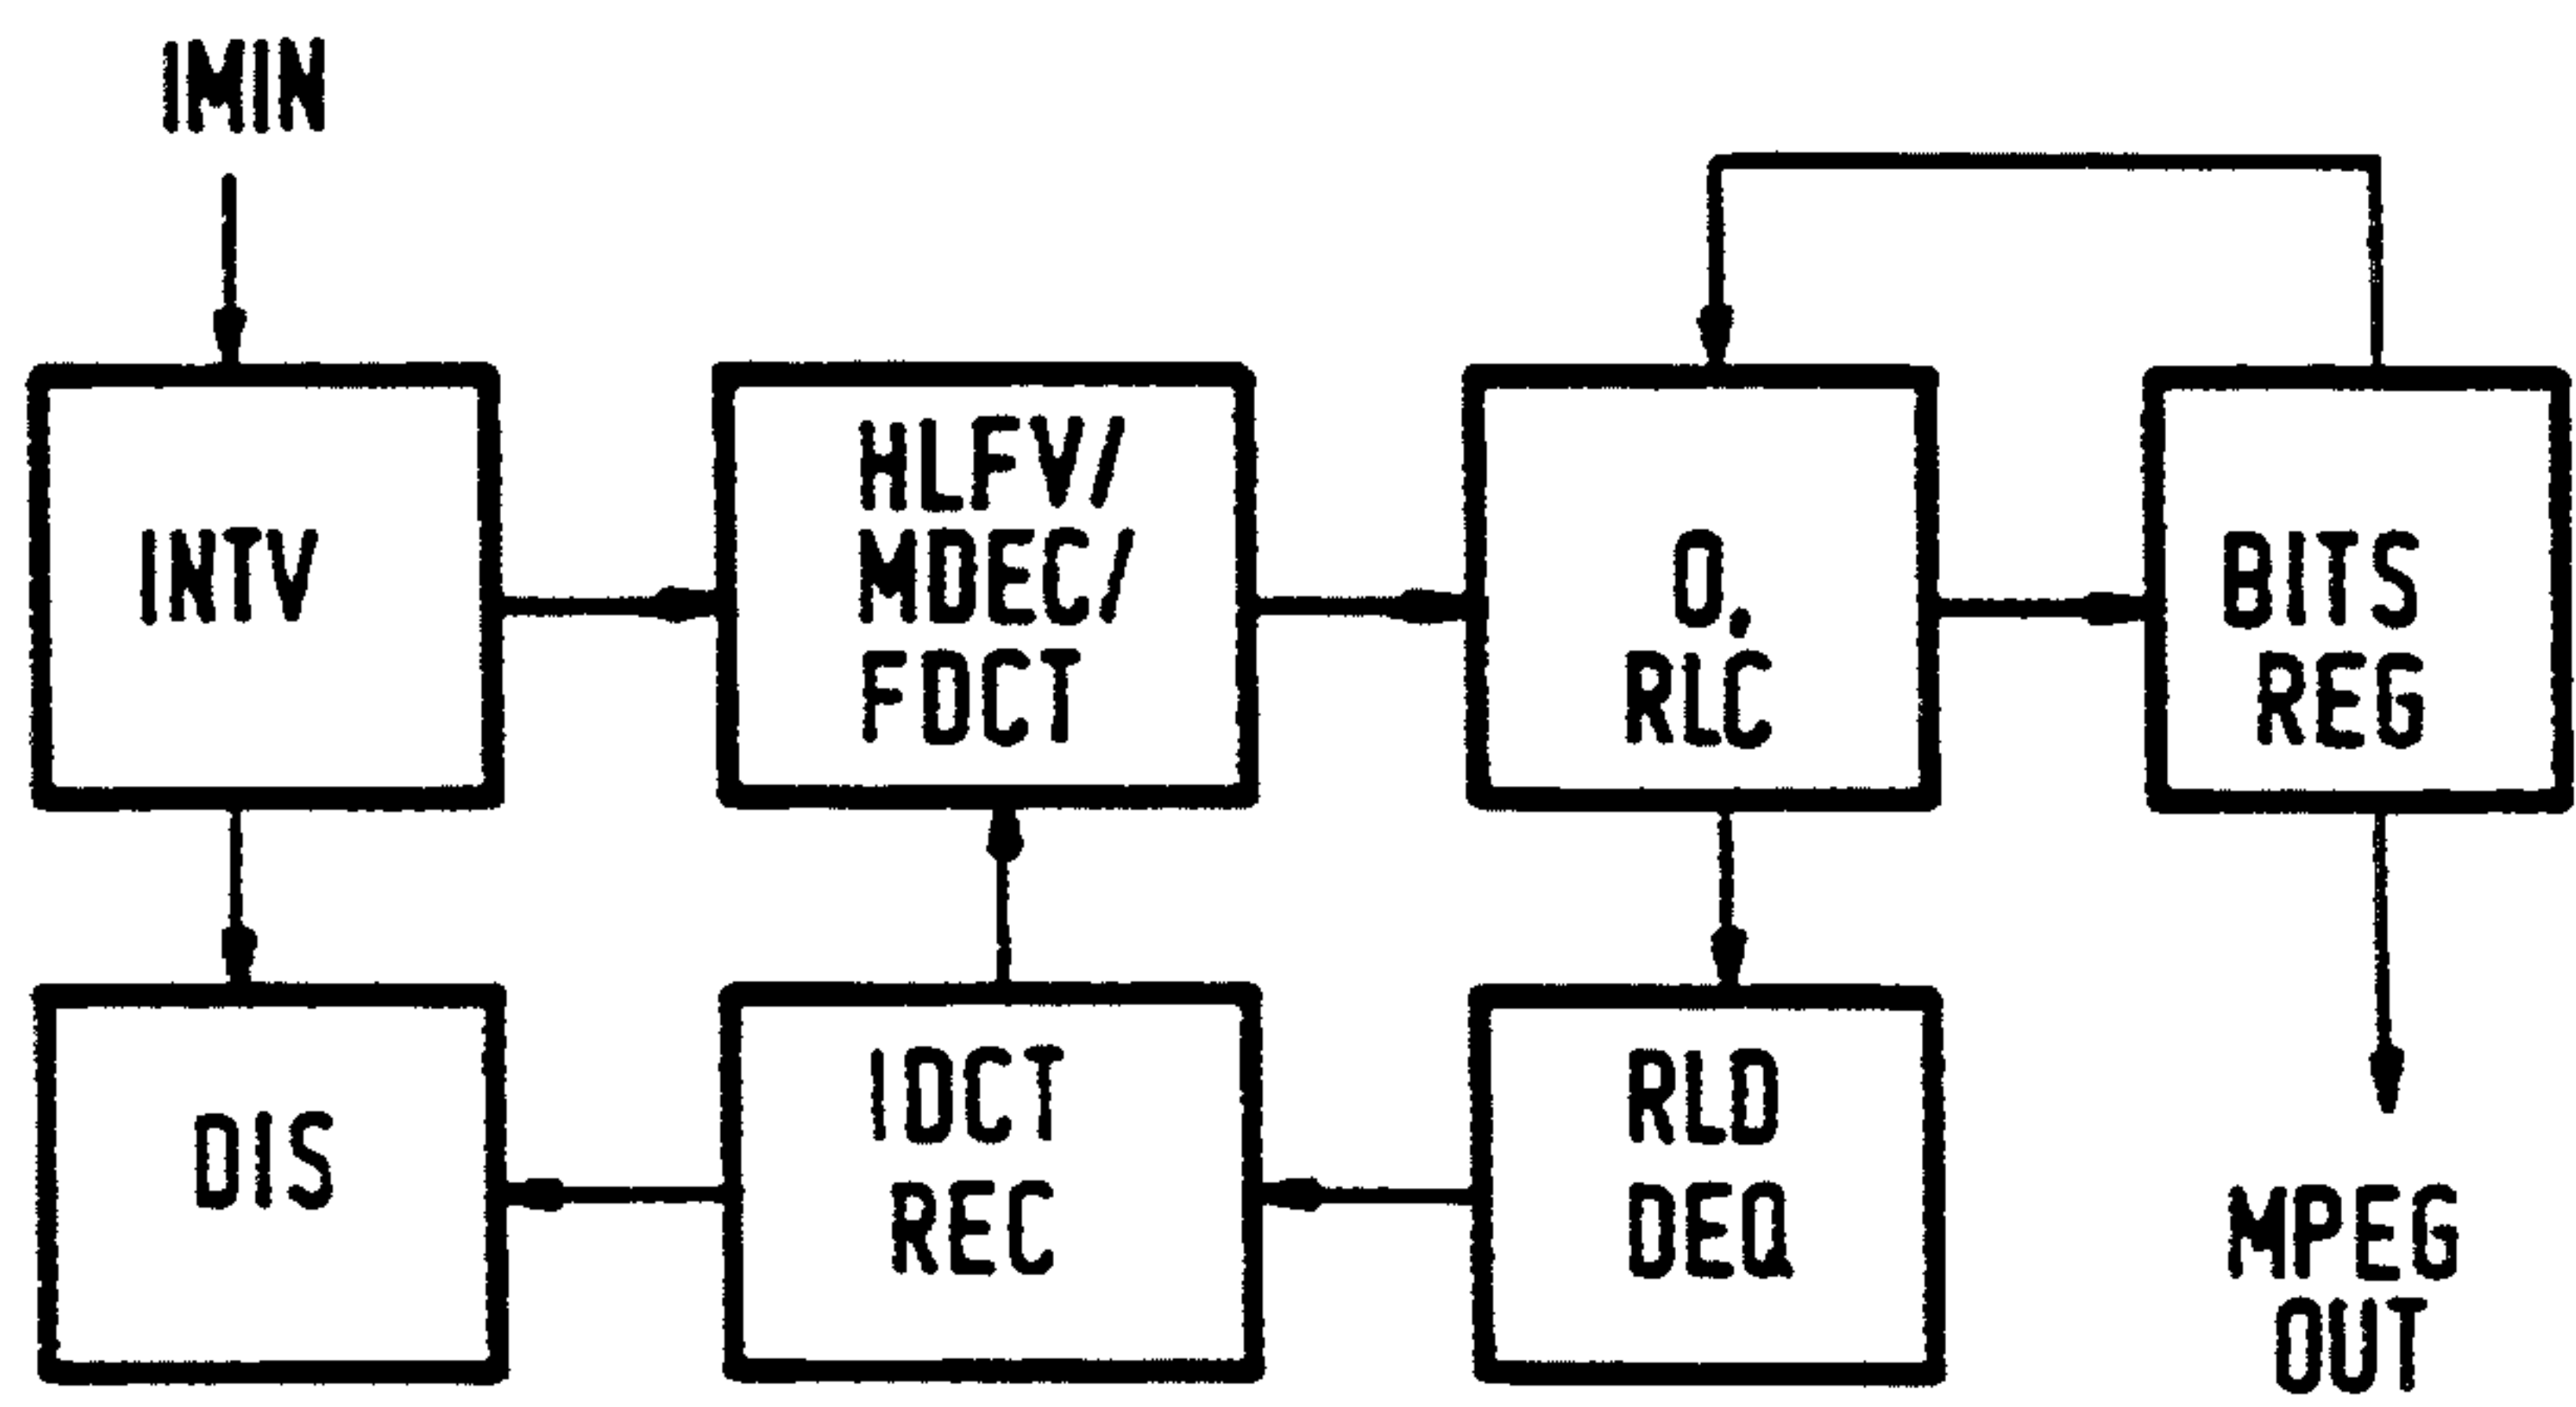 IMIN
INTV
HLFV/
MDEC/
FDCT
O,
RLC
BITS
REG
DIS
IDCT
REC
RLD
DEQ
MPEG
OUT